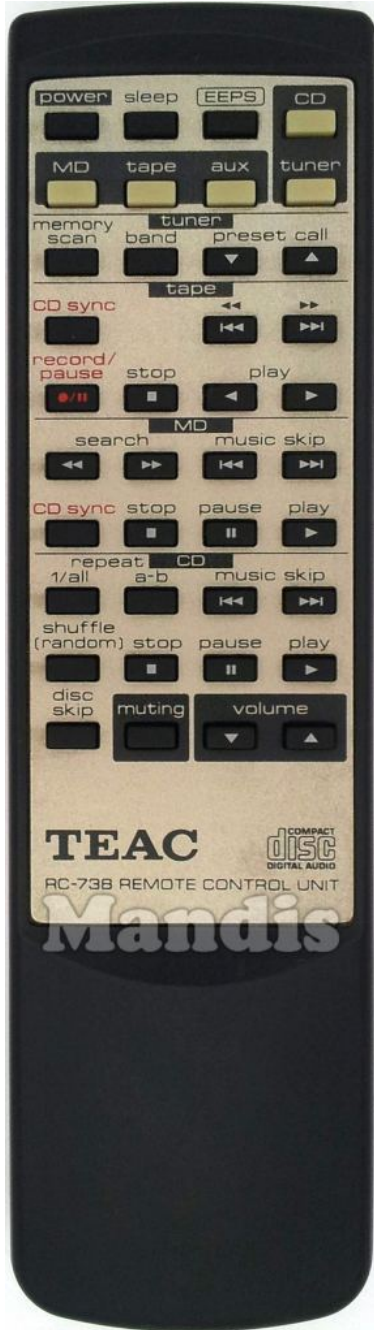 power sleep EEPS CD
MD tape aux tuner
tuner
memory
scan band preset call
tape
CD sync
record/
pause stop play
MD
search music skip
CD sync stop pause play
repeat CD
1/all a-b music skip
shuffle
(random) stop pause play
disc
skip muting volume
TEAC
COMPACT
disc
DIGITAL AUDIO
RC-738 REMOTE CONTROL UNIT
Mandis